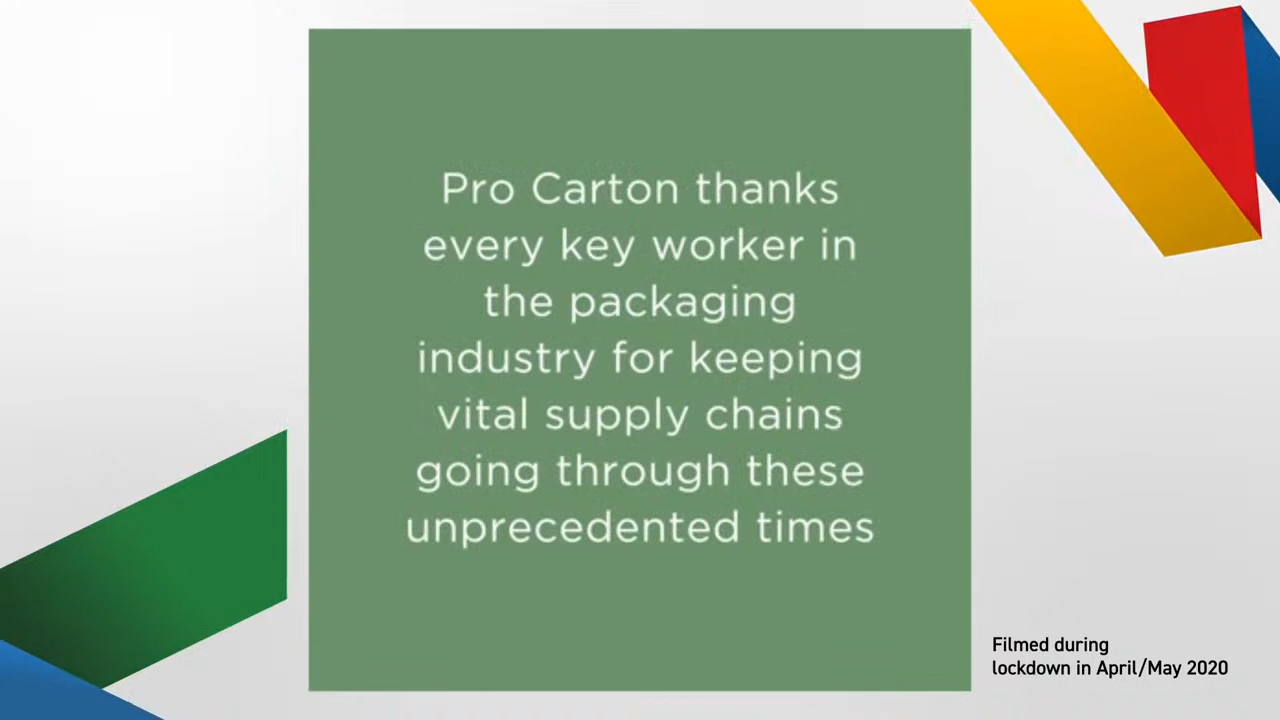 Pro Carton thanks
every key worker in
the packaging
industry for keeping
vital supply chains
going through these
unprecedented times
Filmed during
lockdown in April/May 2020